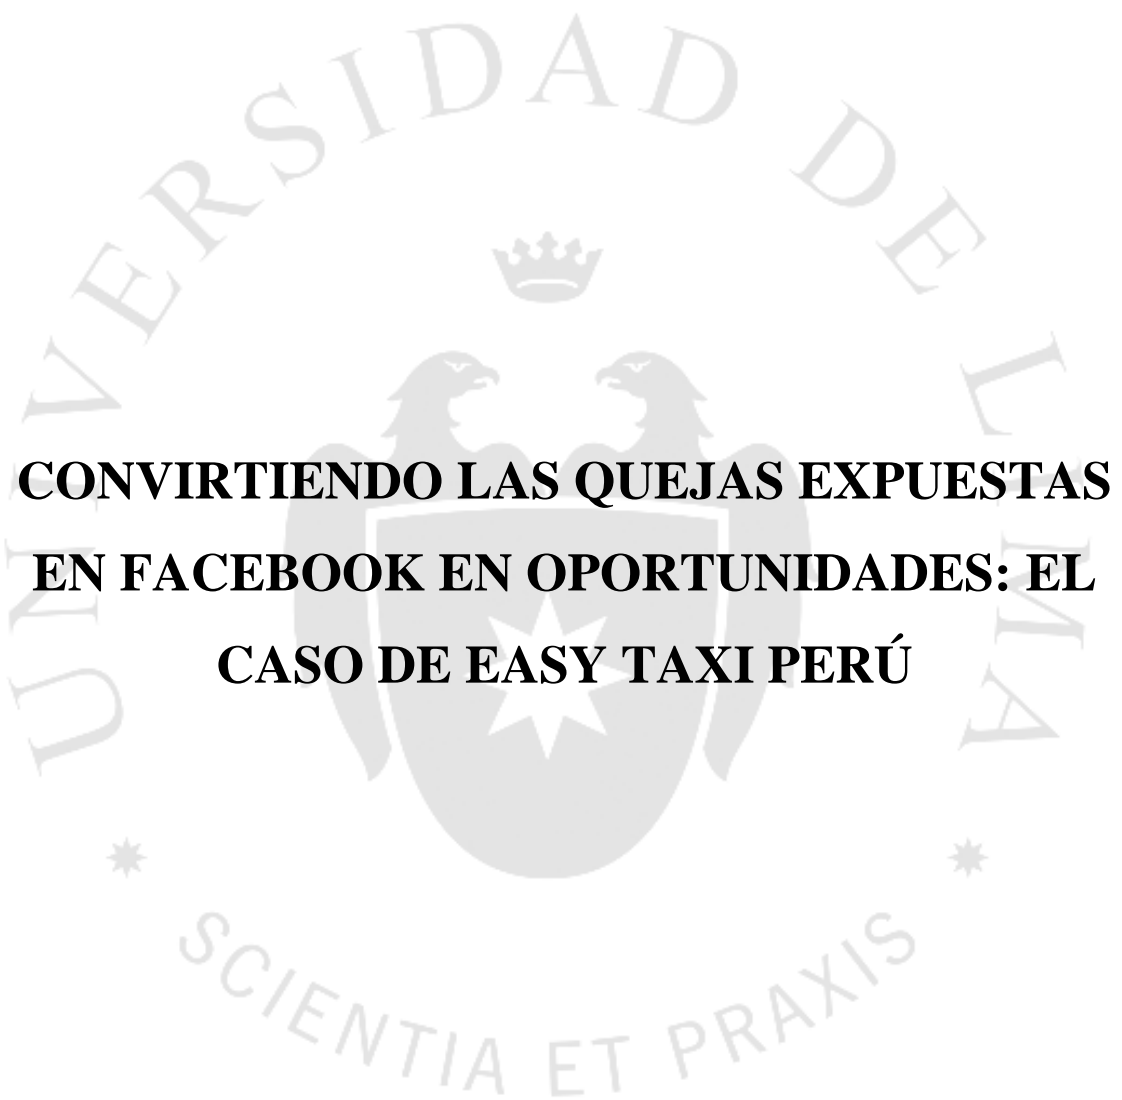 UNIVERSIDAD DE LIMA
CONVIRTIENDO LAS QUEJAS EXPUESTAS
EN FACEBOOK EN OPORTUNIDADES: EL
CASO DE EASY TAXI PERÚ
SCIENTIA ET PRAXIS